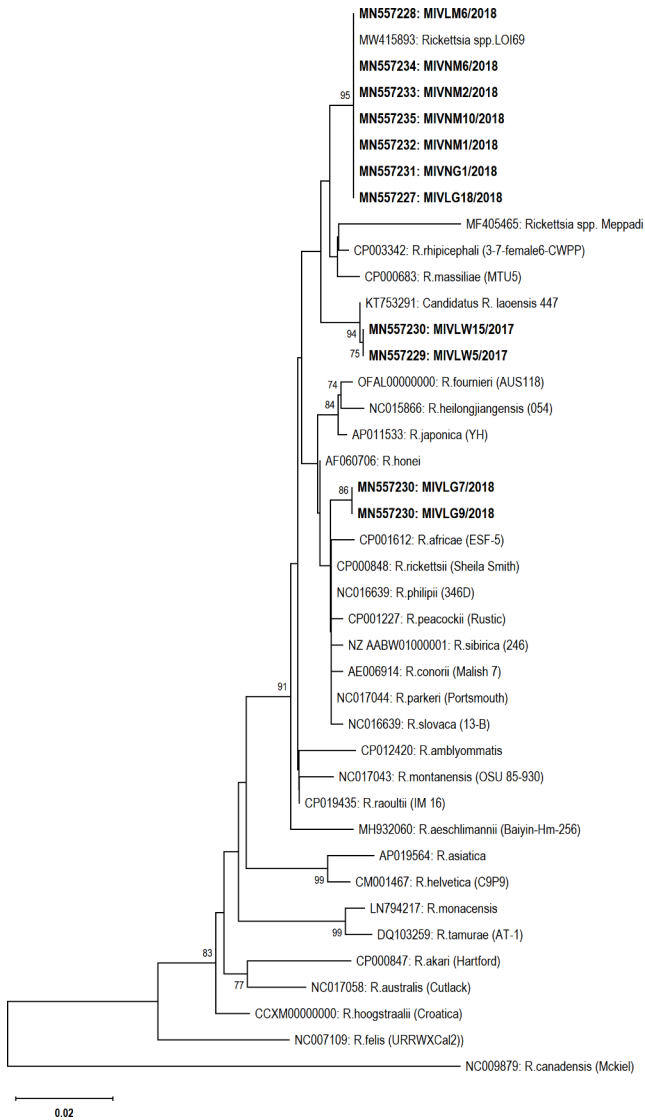 MN557228: MIVLM6/2018
MW415893: Rickettsia spp.LOI69
MN557234: MIVNM6/2018
MN557233: MIVNM2/2018
95
MN557235: MIVNM10/2018
MN557232: MIVNM1/2018
MN557231: MIVNG1/2018
MN557227: MIVLG18/2018
MF405465: Rickettsia spp. Meppadi
CP003342: R.rhipicephali (3-7-female6-CWPP)
CP000683: R.massiliae (MTU5)
KT753291: Candidatus R. laoensis 447
94
MN557230: MIVLW15/2017
75
MN557229: MIVLW5/2017
74
OFAL00000000: R.fournieri (AUS118)
84
NC015866: R.heilongjiangensis (054)
AP011533: R.japonica (YH)
AF060706: R.honei
86
MN557230: MIVLG7/2018
MN557230: MIVLG9/2018
CP001612: R.africae (ESF-5)
CP000848: R.rickettsii (Sheila Smith)
NC016639: R.philipii (346D)
CP001227: R.peacockii (Rustic)
NZ AABW01000001: R.sibirica (246)
AE006914: R.conorii (Malish 7)
91
NC017044: R.parkeri (Portsmouth)
NC016639: R.slovaca (13-B)
CP012420: R.amblyommatis
NC017043: R.montanensis (OSU 85-930)
CP019435: R.raoultii (IM 16)
MH932060: R.aeschlimannii (Baiyin-Hm-256)
AP019564: R.asiatica
99
CM001467: R.helvetica (C9P9)
LN794217: R.monacensis
99
DQ103259: R.tamurae (AT-1)
83
CP000847: R.akari (Hartford)
77
NC017058: R.australis (Cutlack)
CCXM00000000: R.hoogstraalii (Croatica)
NC007109: R.felis (URRWXCal2))
NC009879: R.canadensis (Mckiel)
0.02